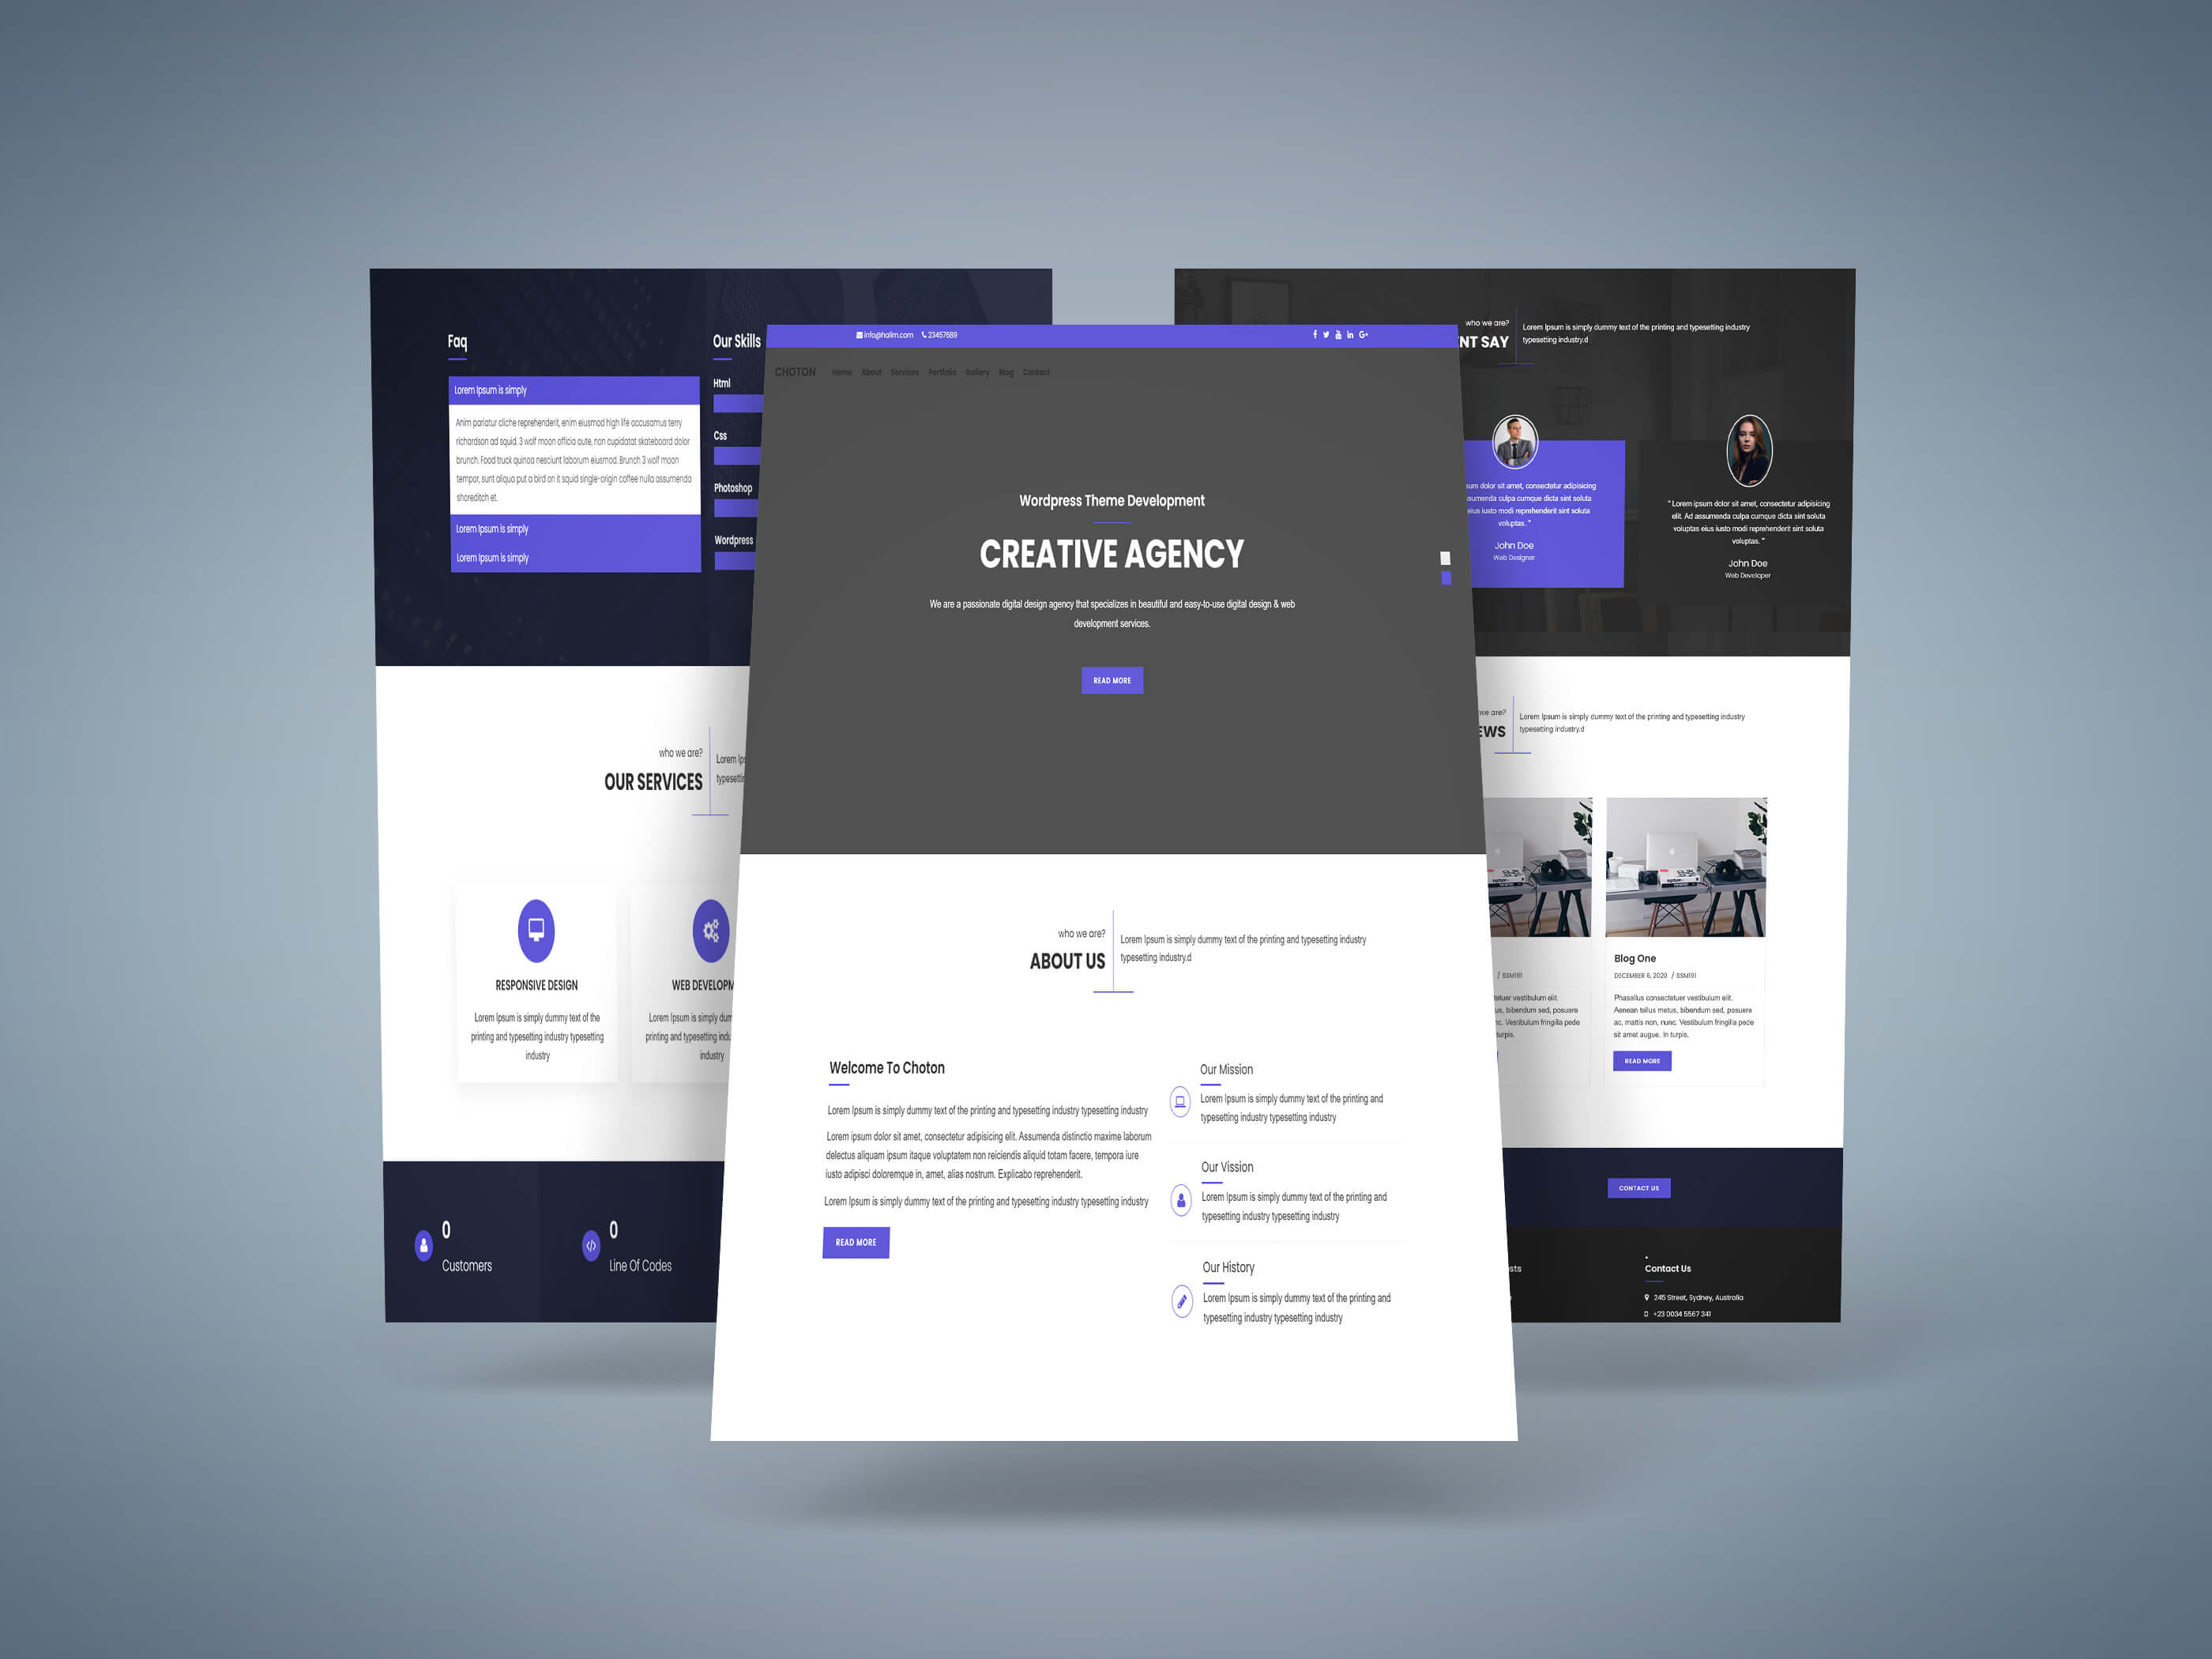 Faq
Lorem Ipsum is simply
Anim pariatur cliche reprehenderit, enim eiusmod high life accusamus terry
richardson ad squid. 3 wolf moon officia aute, non cupidatat skateboard dolor
brunch. Food truck quinoa nesciunt laborum eiusmod. Brunch 3 wolf moon
tempor, sunt aliqua put a bird on it squid single-origin coffee nulla assumenda
shoreditch et.
Lorem Ipsum is simply
Lorem Ipsum is simply
Our Skills
Html
Css
Photoshop
Wordpress
who we are?
OUR SERVICES
Lorem Ips
typesettin
RESPONSIVE DESIGN
Lorem Ipsum is simply dummy text of the
printing and typesetting industry typesetting
industry
WEB DEVELOPM
Lorem Ipsum is simply dum
printing and typesetting indu
industry
0
Customers
0
Line Of Codes
info@halim.com 23457689
CHOTON Home About Services Portfolio Gallery Blog Contact
Wordpress Theme Development
CREATIVE AGENCY
We are a passionate digital design agency that specializes in beautiful and easy-to-use digital design & web
development services.
READ MORE
who we are?
ABOUT US
Lorem Ipsum is simply dummy text of the printing and typesetting industry
typesetting industry.d
Welcome To Choton
Lorem Ipsum is simply dummy text of the printing and typesetting industry typesetting industry
Lorem ipsum dolor sit amet, consectetur adipisicing elit. Assumenda distinctio maxime laborum
delectus aliquam ipsum itaque voluptatem non reiciendis aliquid totam facere, tempora iure
iusto adipisci doloremque in, amet, alias nostrum. Explicabo reprehenderit.
Lorem Ipsum is simply dummy text of the printing and typesetting industry typesetting industry
READ MORE
Our Mission
Lorem Ipsum is simply dummy text of the printing and
typesetting industry typesetting industry
Our Vission
Lorem Ipsum is simply dummy text of the printing and
typesetting industry typesetting industry
Our History
Lorem Ipsum is simply dummy text of the printing and
typesetting industry typesetting industry
who we are?
NT SAY
Lorem Ipsum is simply dummy text of the printing and typesetting industry
typesetting industry.d
sum dolor sit amet, consectetur adipisicing
sumenda culpa cumque dicta sint soluta
eius iusto modi reprehenderit sint soluta
voluptas. "
John Doe
Web Designer
" Lorem ipsum dolor sit amet, consectetur adipisicing
elit. Ad assumenda culpa cumque dicta sint soluta
voluptas eius iusto modi reprehenderit sint soluta
voluptas. "
John Doe
Web Developer
we are?
EWS
Lorem Ipsum is simply dummy text of the printing and typesetting industry
typesetting industry.d
/ SSM191
tetuer vestibulum elit.
us, bibendum sed, posuere
nc. Vestibulum fringilla pede
turpis.
Blog One
DECEMBER 6, 2020 / SSM191
Phasellus consectetuer vestibulum elit.
Aenean tellus metus, bibendum sed, posuere
ac, mattis non, nunc. Vestibulum fringilla pede
sit amet augue. In turpis.
READ MORE
CONTACT US
sts
Contact Us
245 Street, Sydney, Australia
+23 0034 5567 341